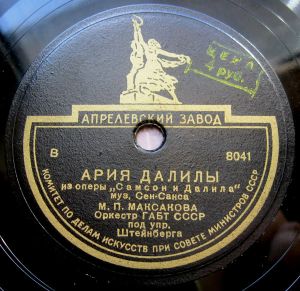 ЦЕНА
4 руб.
АПРЕЛЕВСКИЙ ЗАВОД
В
8041
АРИЯ ДАЛИЛЫ
из оперы „Самсон и Далила“
муз. Сен-Санса
М. П. МАКСАКОВА
Оркестр ГАБТ СССР
под упр.
Штейнберга
КОМИТЕТ ПО ДЕЛАМ ИСКУССТВ ПРИ СОВЕТЕ МИНИСТРОВ СССР